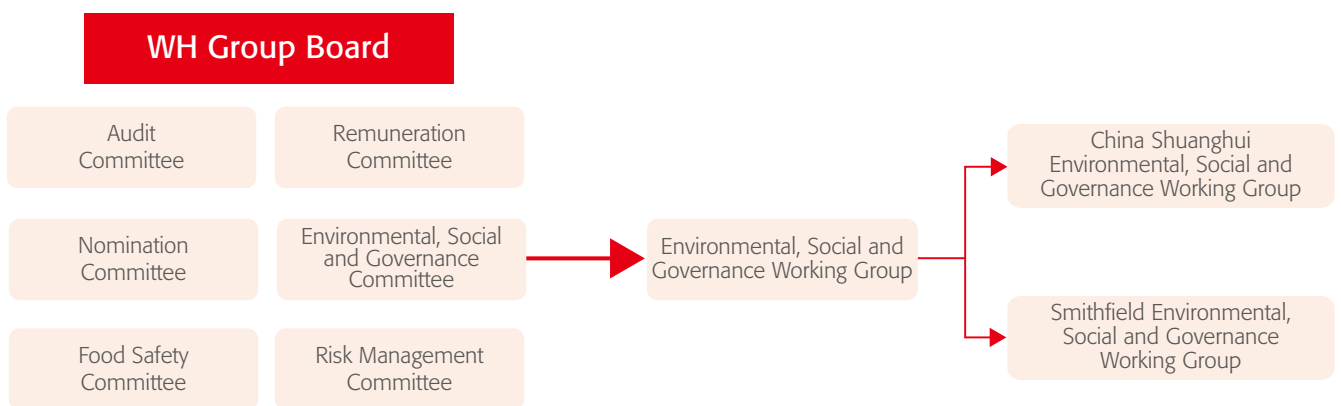 WH Group Board
Audit
Committee
Remuneration
Committee
Nomination
Committee
Environmental, Social
and Governance
Committee
Food Safety
Committee
Risk Management
Committee
Environmental, Social and
Governance Working Group
China Shuanghui
Environmental, Social and
Governance Working Group
Smithfield Environmental,
Social and Governance
Working Group